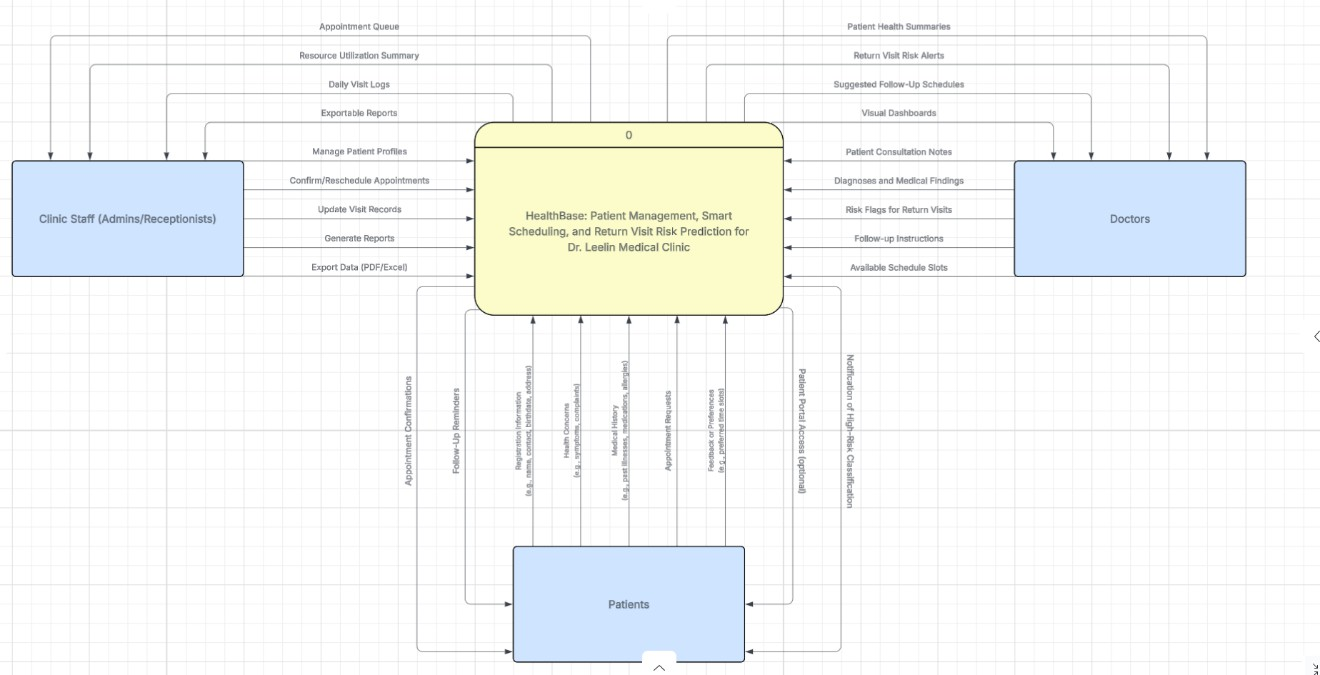 Appointment Queue
Resource Utilization Summary
Daily Visit Logs
Exportable Reports
Patient Health Summaries
Return Visit Risk Alerts
Suggested Follow-Up Schedules
Visual Dashboards
0
Manage Patient Profiles
Confirm/Reschedule Appointments
Update Visit Records
Generate Reports
Export Data (PDF/Excel)
Clinic Staff (Admins/Receptionists)
HealthBase: Patient Management, Smart
Scheduling, and Return Visit Risk Prediction for
Dr. Leelin Medical Clinic
Patient Consultation Notes
Diagnoses and Medical Findings
Risk Flags for Return Visits
Follow-up Instructions
Available Schedule Slots
Doctors
Appointment Confirmations
Follow-Up Reminders
Registration Information
(e.g., name, contact, birthdate, address)
Health Concerns
(e.g., symptoms, complaints)
Medical History
(e.g., past illnesses, medications, allergies)
Appointment Requests
Feedback or Preferences
(e.g., preferred time slots)
Patient Portal Access (optional)
Notification of High-Risk Classification
Patients